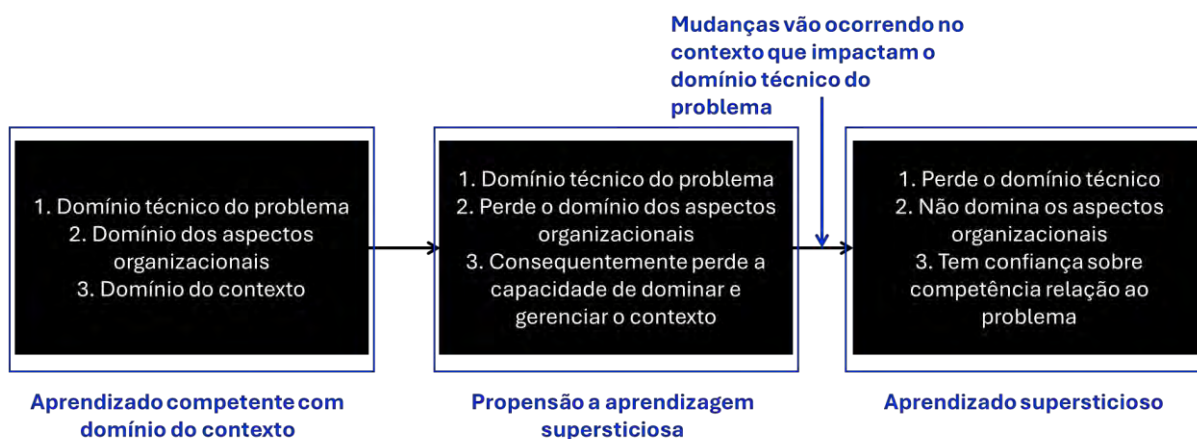 Mudanças vão ocorrendo no
contexto que impactam o
domínio técnico do
problema
1. Domínio técnico do problema
2. Domínio dos aspectos
organizacionais
3. Domínio do contexto
1. Domínio técnico do problema
2. Perde o domínio dos aspectos
organizacionais
3. Consequentemente perde a
capacidade de dominar e
gerenciar o contexto
1. Perde o domínio técnico
2. Não domina os aspectos
organizacionais
3. Tem confiança sobre
competência relação ao
problema
Aprendizado competente com
domínio do contexto
Propensão a aprendizagem
supersticiosa
Aprendizado supersticioso